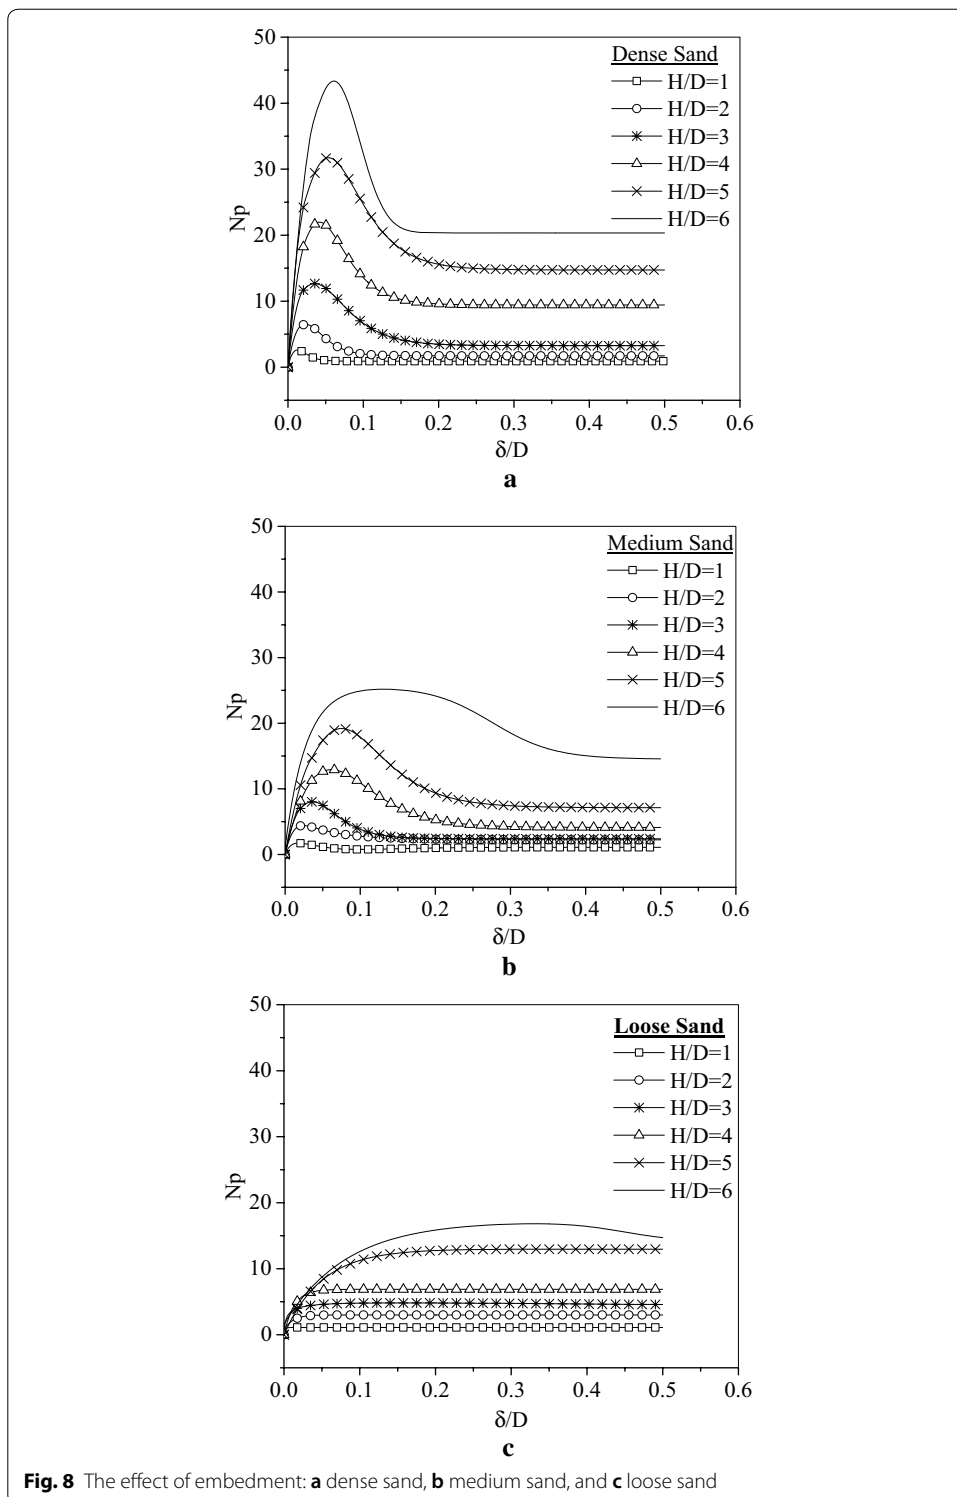 50
40
30
20
10
0
Np
0.0 0.1 0.2 0.3 0.4 0.5 0.6
δ/D
Dense Sand
H/D=1
H/D=2
H/D=3
H/D=4
H/D=5
H/D=6
a
50
40
30
20
10
0
Np
0.0 0.1 0.2 0.3 0.4 0.5 0.6
δ/D
Medium Sand
H/D=1
H/D=2
H/D=3
H/D=4
H/D=5
H/D=6
b
50
40
30
20
10
0
Np
0.0 0.1 0.2 0.3 0.4 0.5 0.6
δ/D
Loose Sand
H/D=1
H/D=2
H/D=3
H/D=4
H/D=5
H/D=6
c
Fig. 8 The effect of embedment: a dense sand, b medium sand, and c loose sand